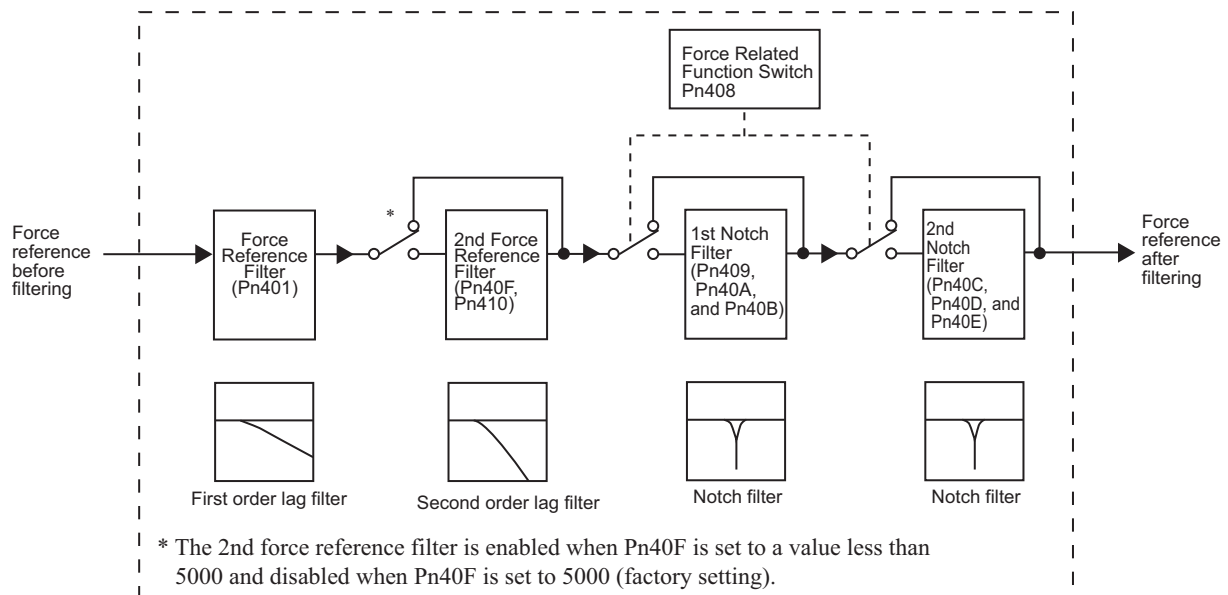 Force Related
Function Switch
Pn408
Force
reference
before
filtering
Force
Reference
Filter
(Pn401)
*
2nd Force
Reference
Filter
(Pn40F,
Pn410)
1st Notch
Filter
(Pn409,
Pn40A,
and Pn40B)
2nd
Notch
Filter
(Pn40C,
Pn40D, and
Pn40E)
Force
reference
after
filtering
First order lag filter
Second order lag filter
Notch filter
Notch filter
* The 2nd force reference filter is enabled when Pn40F is set to a value less than
5000 and disabled when Pn40F is set to 5000 (factory setting).